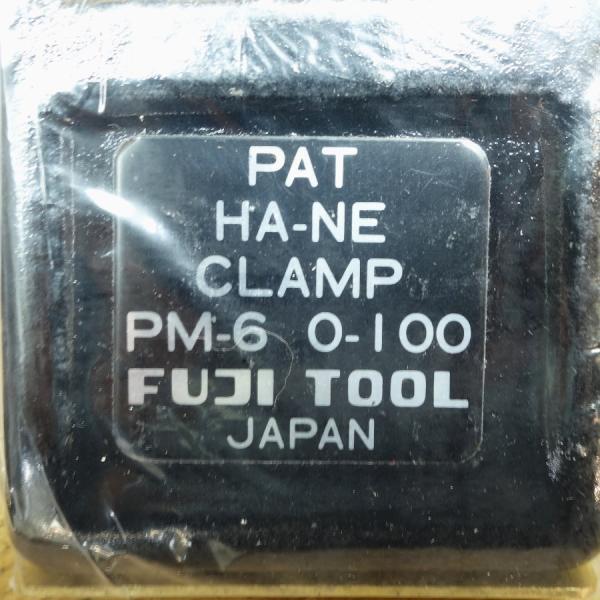 PAT
HA-NE
CLAMP
PM-6 0-100
FUJI TOOL
JAPAN